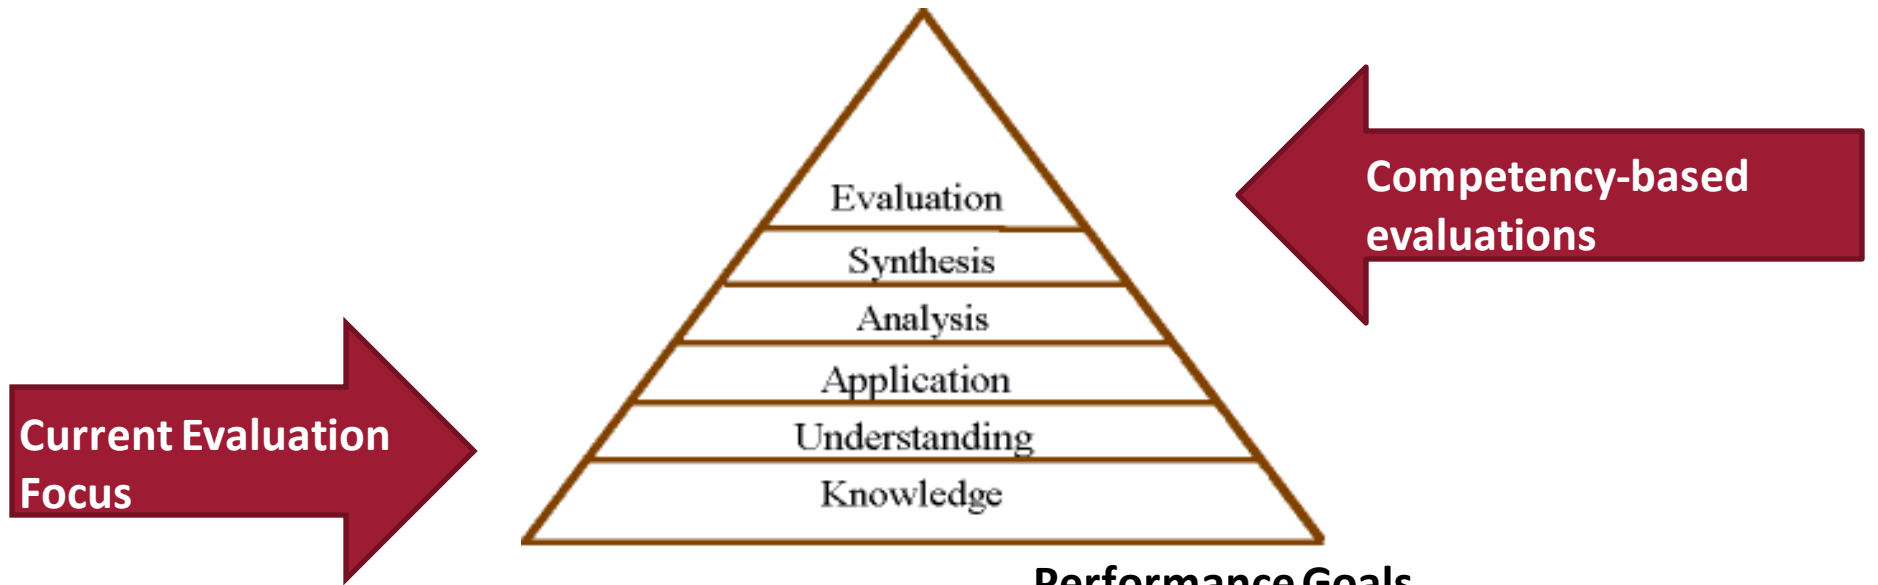 Evaluation
Synthesis
Analysis
Application
Understanding
Knowledge
Competency-based
evaluations
Current Evaluation
Focus
Performance Goals